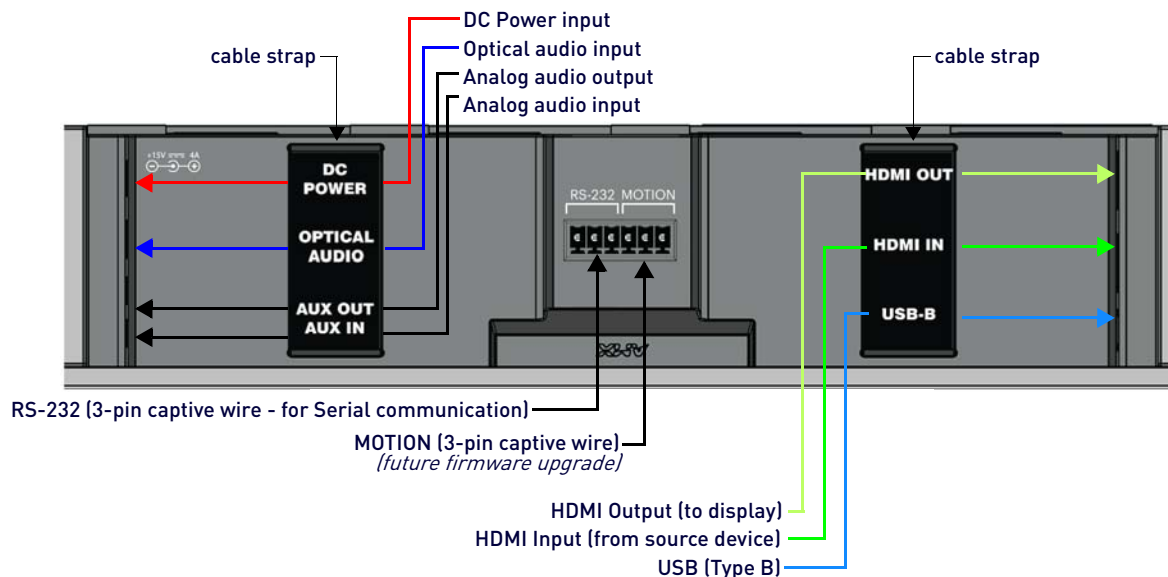 DC Power input
Optical audio input
Analog audio output
Analog audio input
cable strap
cable strap
+15V 4A
DC
POWER
OPTICAL
AUDIO
AUX OUT
AUX IN
RS-232 MOTION
HDMI OUT
HDMI IN
USB-B
AMX
RS-232 (3-pin captive wire - for Serial communication)
MOTION (3-pin captive wire)
(future firmware upgrade)
HDMI Output (to display)
HDMI Input (from source device)
USB (Type B)